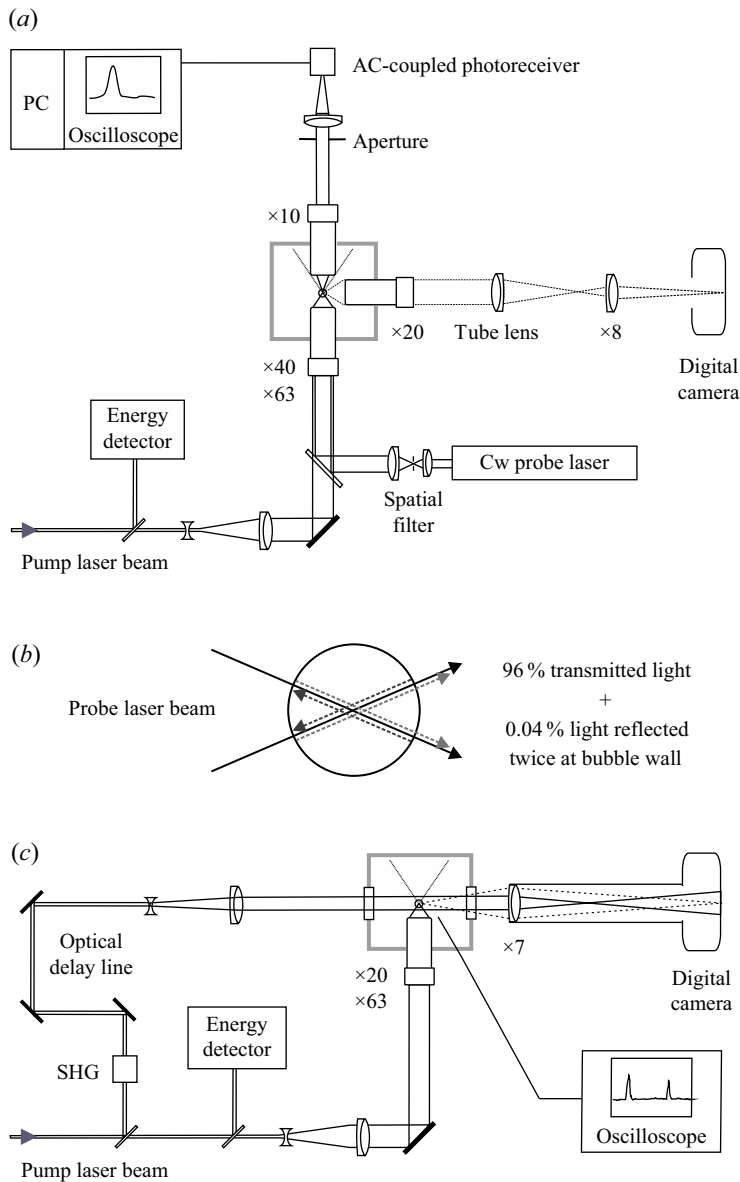 (a)
PC
Oscilloscope
AC-coupled photoreceiver
Aperture
×10
×20
Tube lens
×8
Digital
camera
×40
×63
Energy
detector
Cw probe laser
Spatial
filter
Pump laser beam
(b)
Probe laser beam
96 % transmitted light
+
0.04 % light reflected
twice at bubble wall
(c)
Optical
delay line
×7
Digital
camera
×20
×63
Energy
detector
SHG
Oscilloscope
Pump laser beam